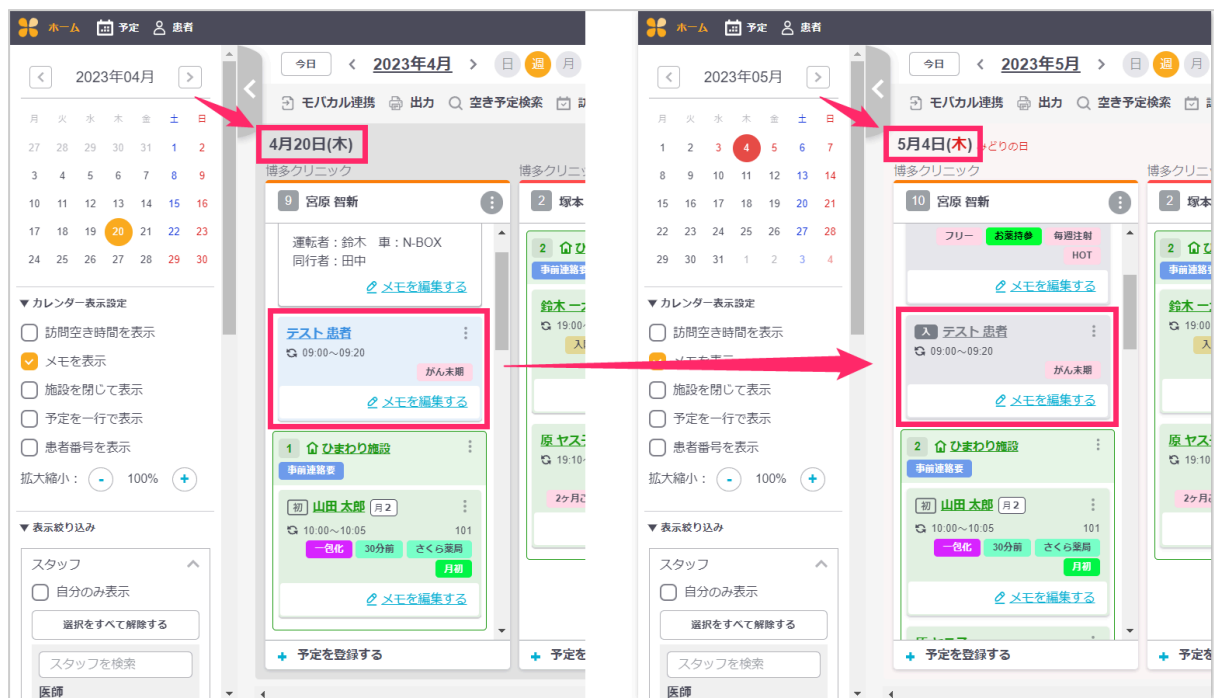 ホーム 予定 患者
2023年04月
月 火 水 木 金 土 日
27 28 29 30 31 1 2
3 4 5 6 7 8 9
10 11 12 13 14 15 16
17 18 19 20 21 22 23
24 25 26 27 28 29 30
▼カレンダー表示設定
訪問空き時間を表示
メモを表示
施設を閉じて表示
予定を一行で表示
患者番号を表示
拡大縮小： - 100% +
▼表示絞り込み
スタッフ
自分のみ表示
選択をすべて解除する
スタッフを検索
医師
今日 < 2023年4月 > 日 週 月
モバカル連携 出力 空き予定検索
4月20日(木)
博多クリニック
9 宮原 智新
運転者：鈴木 車：N-BOX
同行者：田中
メモを編集する
テスト 患者
09:00～09:20
がん末期
メモを編集する
1 ひまわり施設
事前連絡要
初 山田 太郎 月2
10:00～10:05 101
一包化 30分前 さくら薬局
月初
メモを編集する
+ 予定を登録する
博多クリニ
2 塚本
2 ひ
事前連絡要
鈴木 一
19:00
原 ヤス
19:10
2ヶ月
+ 予定を
ホーム 予定 患者
2023年05月
月 火 水 木 金 土 日
1 2 3 4 5 6 7
8 9 10 11 12 13 14
15 16 17 18 19 20 21
22 23 24 25 26 27 28
29 30 31 1 2 3 4
▼カレンダー表示設定
訪問空き時間を表示
メモを表示
施設を閉じて表示
予定を一行で表示
患者番号を表示
拡大縮小： - 100% +
▼表示絞り込み
スタッフ
自分のみ表示
選択をすべて解除する
スタッフを検索
医師
今日 < 2023年5月 > 日 週 月
モバカル連携 出力 空き予定検索
5月4日(木) みどりの日
博多クリニック
10 宮原 智新
フリー お薬持参 毎週注射
HOT
メモを編集する
入 テスト 患者
09:00～09:20
がん末期
メモを編集する
2 ひまわり施設
事前連絡要
初 山田 太郎 月2
10:00～10:05 101
一包化 30分前 さくら薬局
月初
メモを編集する
+ 予定を登録する
博多クリニ
2 塚本
2 ひ
事前連絡要
鈴木 一
19:00
原 ヤス
19:10
2ヶ月
+ 予定を